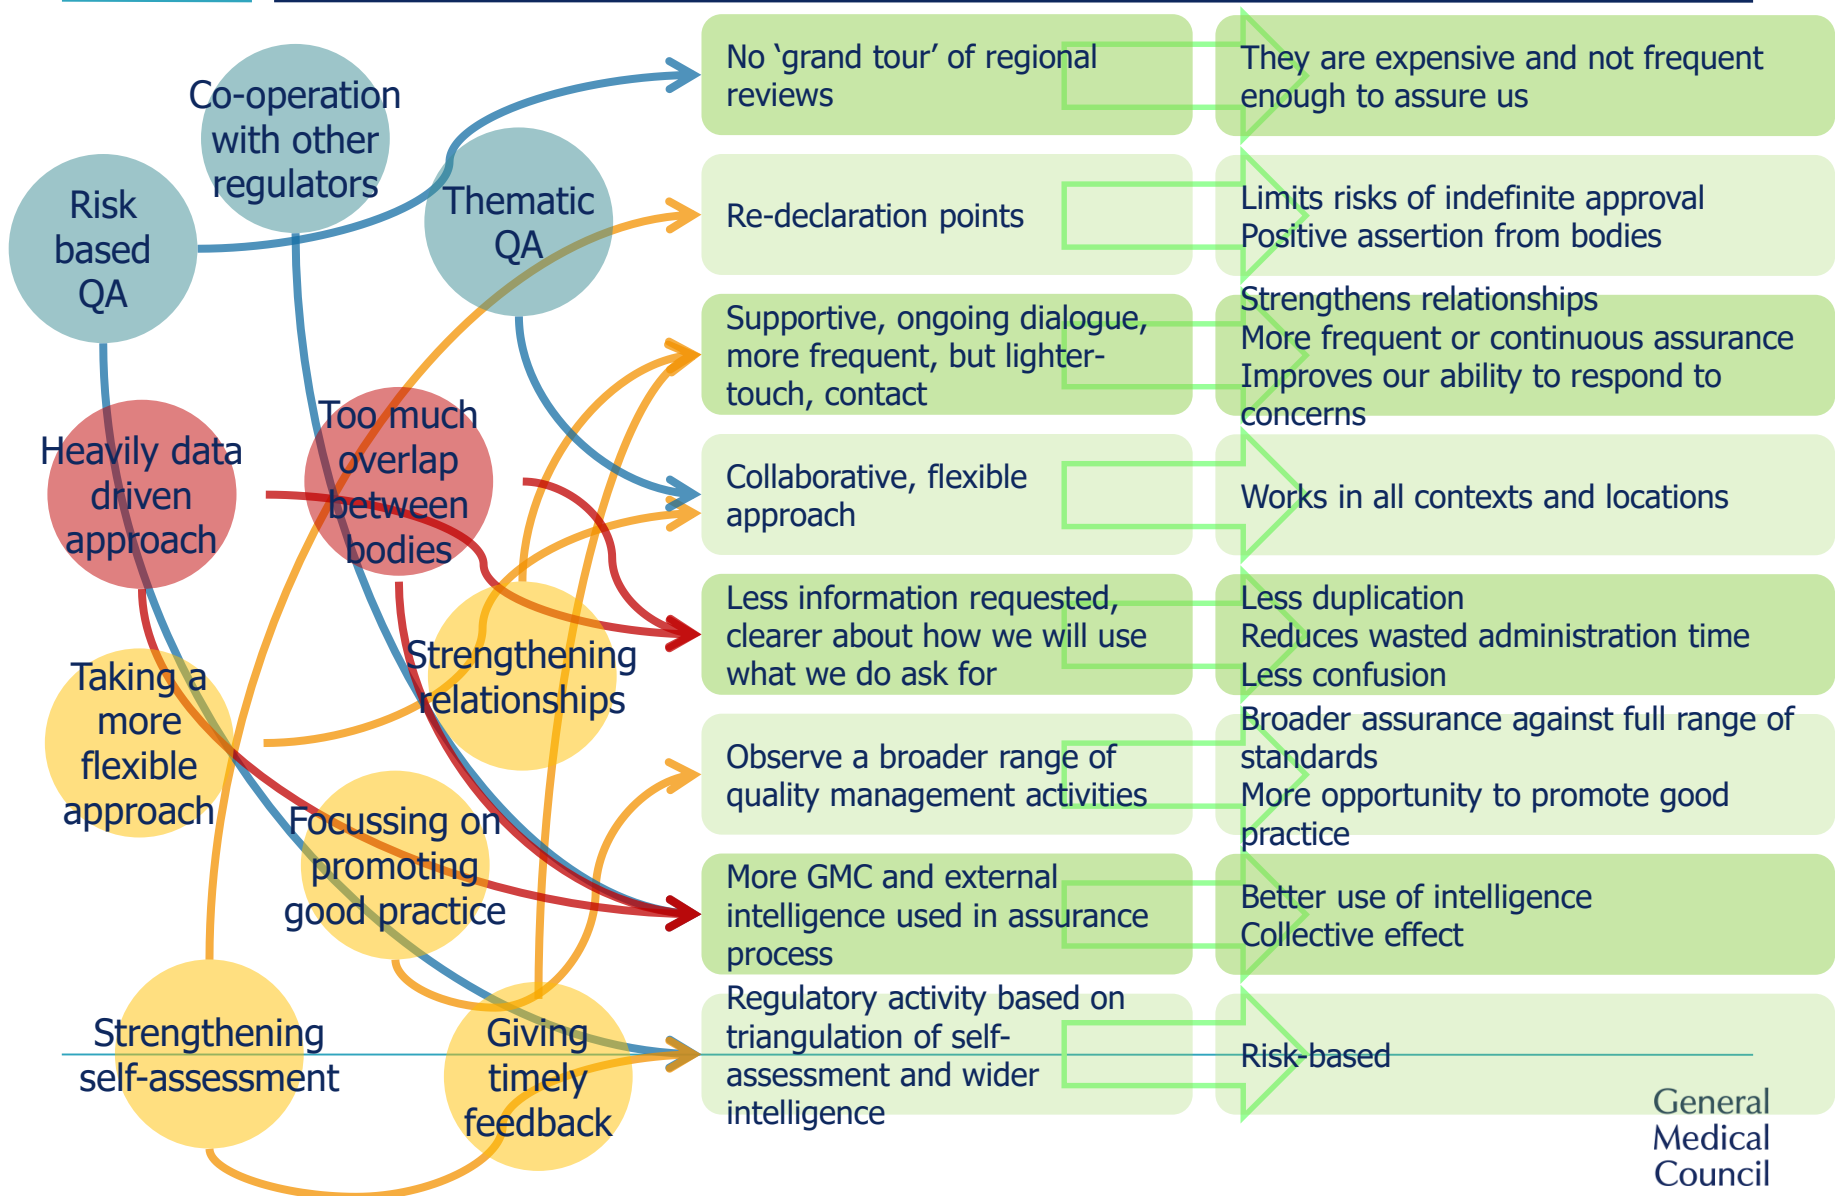 Co-operation
with other
regulators
Thematic
QA
Risk
based
QA
Heavily data
driven
approach
Too much
overlap
between
bodies
Taking a
more
flexible
approach
Strengthening
relationships
Focussing on
promoting
good practice
Strengthening
self-assessment
Giving
timely
feedback
No ‘grand tour’ of regional
reviews
They are expensive and not frequent
enough to assure us
Re-declaration points
Limits risks of indefinite approval
Positive assertion from bodies
Supportive, ongoing dialogue,
more frequent, but lighter-
touch, contact
Strengthens relationships
More frequent or continuous assurance
Improves our ability to respond to
concerns
Collaborative, flexible
approach
Works in all contexts and locations
Less information requested,
clearer about how we will use
what we do ask for
Less duplication
Reduces wasted administration time
Less confusion
Observe a broader range of
quality management activities
Broader assurance against full range of
standards
More opportunity to promote good
practice
More GMC and external
intelligence used in assurance
process
Better use of intelligence
Collective effect
Regulatory activity based on
triangulation of self-
assessment and wider
intelligence
Risk-based
General
Medical
Council